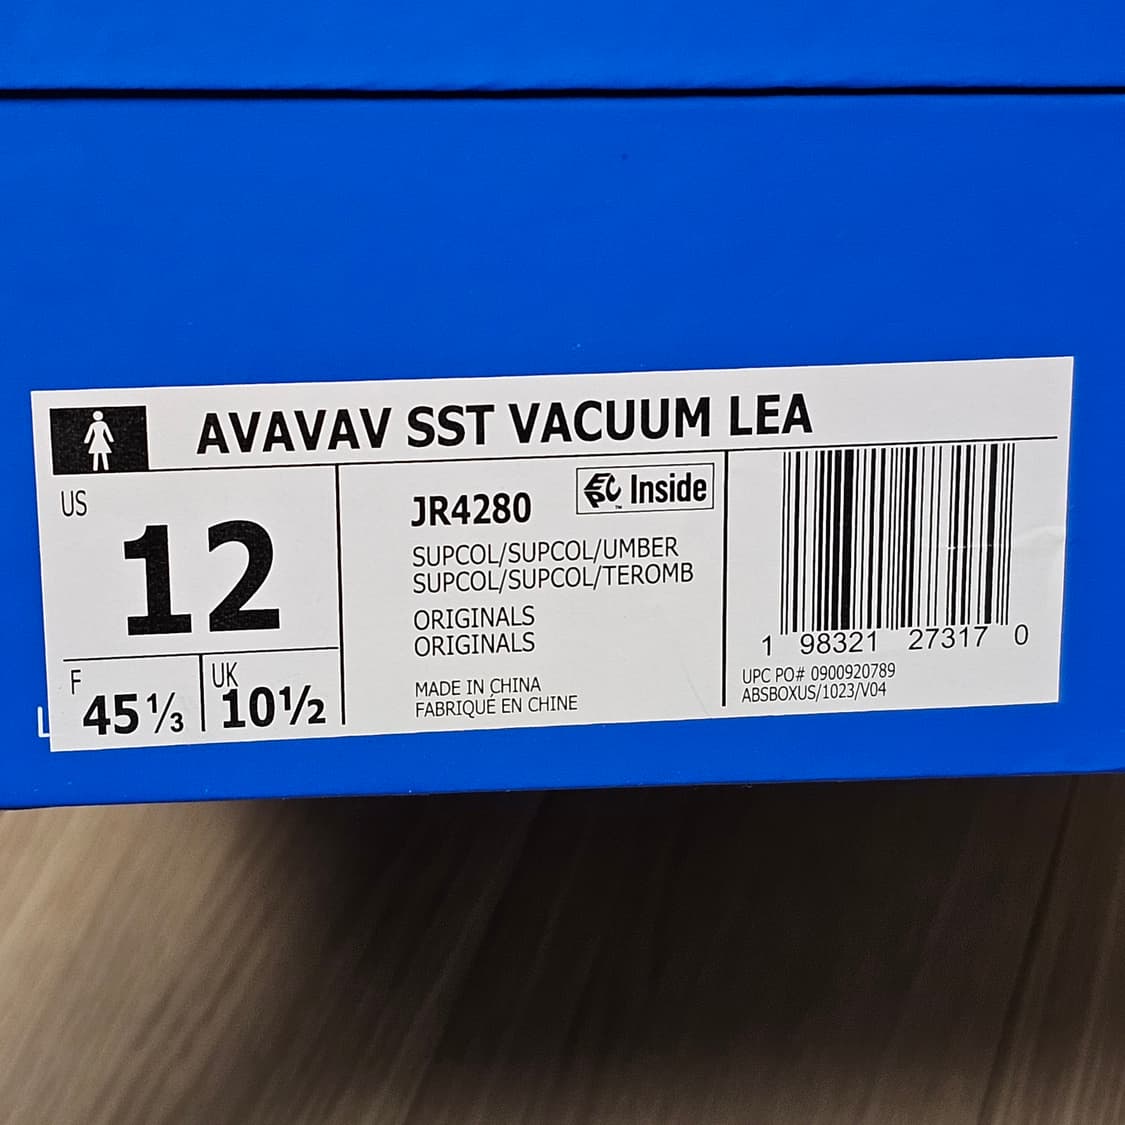 AVAVAV SST VACUUM LEA
US
12
F
45 ⅓
UK
10½
JR4280
Inside
SUPCOL/SUPCOL/UMBER
SUPCOL/SUPCOL/TEROMB
ORIGINALS
ORIGINALS
MADE IN CHINA
FABRIQUÉ EN CHINE
1 98321 27317 0
UPC PO# 0900920789
ABSBOXUS/1023/V04